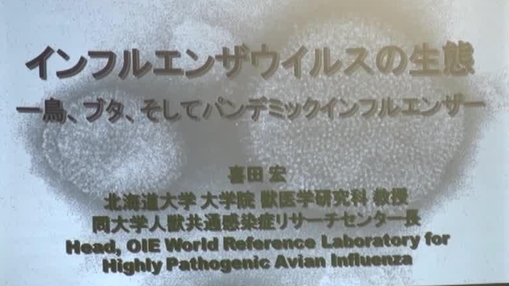 インフルエンザウイルスの生態
ー鳥、ブタ、そしてパンデミックインフルエンザー
喜田 宏
北海道大学 大学院 獣医学研究科 教授
同大学人獣共通感染症リサーチセンター長
Head, OIE World Reference Laboratory for
Highly Pathogenic Avian Influenza